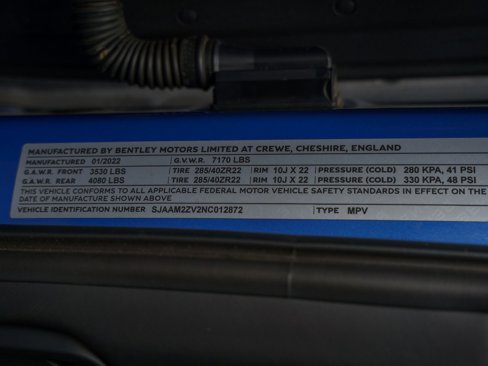 MANUFACTURED BY BENTLEY MOTORS LIMITED AT CREWE, CHESHIRE, ENGLAND
MANUFACTURED 01/2022 G.V.W.R. 7170 LBS
G.A.W.R. FRONT 3530 LBS TIRE 285/40ZR22 RIM 10J X 22 PRESSURE (COLD) 280 KPA, 41 PSI
G.A.W.R. REAR 4080 LBS TIRE 285/40ZR22 RIM 10J X 22 PRESSURE (COLD) 330 KPA, 48 PSI
THIS VEHICLE CONFORMS TO ALL APPLICABLE FEDERAL MOTOR VEHICLE SAFETY STANDARDS IN EFFECT ON THE
DATE OF MANUFACTURE SHOWN ABOVE
VEHICLE IDENTIFICATION NUMBER SJAAM2ZV2NC012872 TYPE MPV